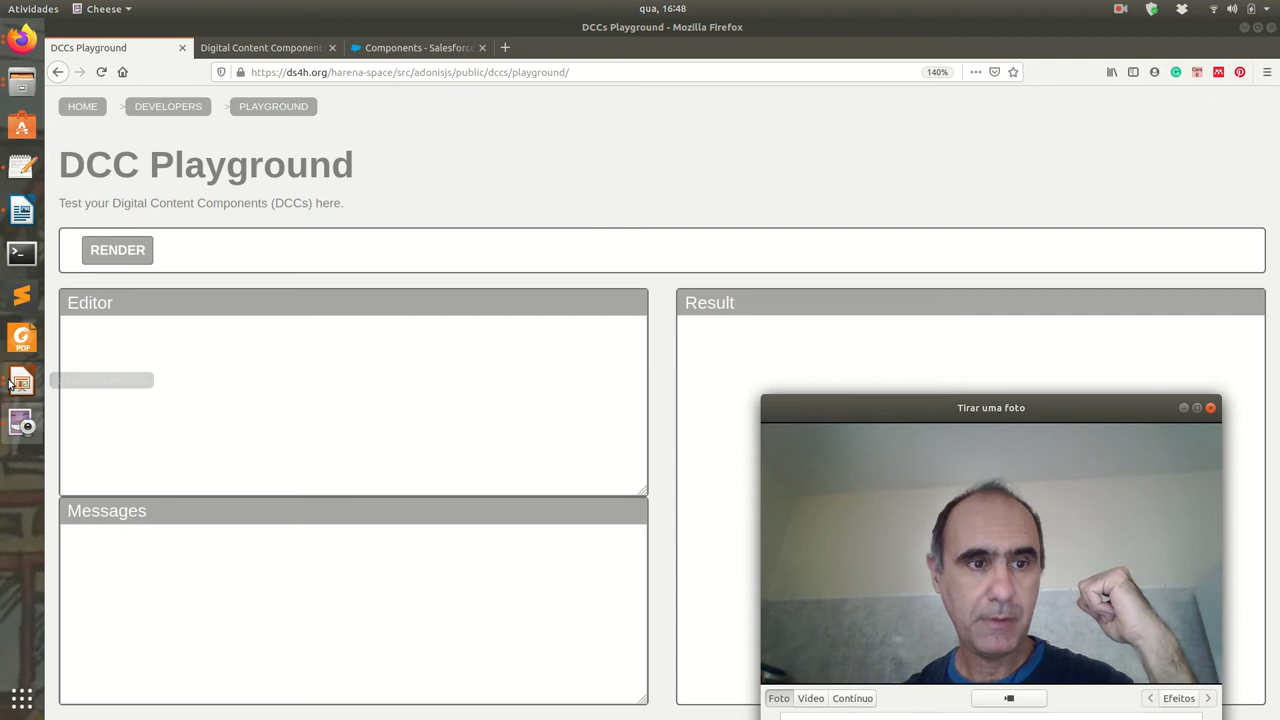 Atividades
Cheese
qua, 16:48
DCCs Playground - Mozilla Firefox
DCCs Playground
Digital Content Component
Components - Salesforce
https://ds4h.org/harena-space/src/adonisjs/public/dccs/playground/
140%
HOME
>
DEVELOPERS
>
PLAYGROUND
DCC Playground
Test your Digital Content Components (DCCs) here.
RENDER
Editor
Result
Messages
PDF
Tirar uma foto
Foto
Vídeo
Contínuo
Efeitos